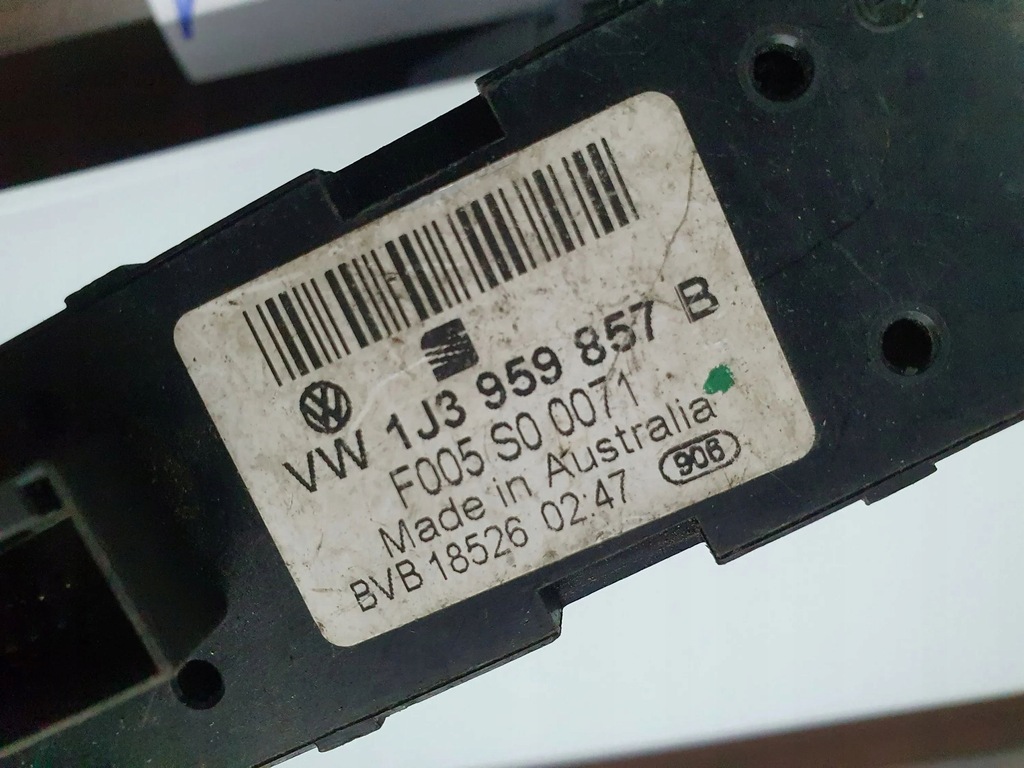 VW 1J3 959 857 B
F005 S0 0071
Made in Australia
BVB 18526 02:47 906